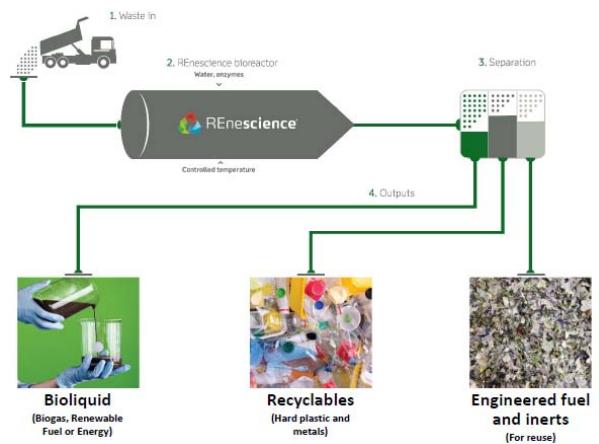 1. Waste in
2. REnescience bioreactor
Water, enzymes
3. Separation
REnescience
Controlled temperature
4. Outputs
Bioliquid
(Biogas, Renewable
Fuel or Energy)
Recyclables
(Hard plastic and
metals)
Engineered fuel
and inerts
(For reuse)